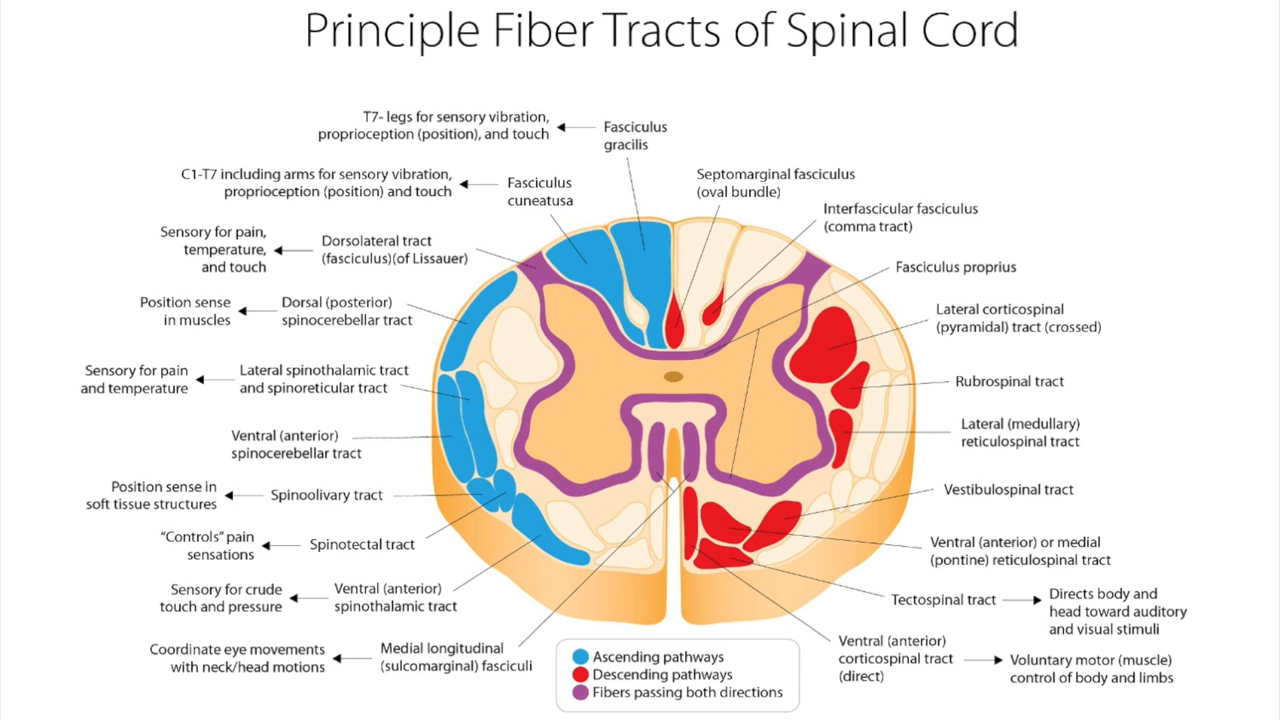 Principle Fiber Tracts of Spinal Cord
T7- legs for sensory vibration,
proprioception (position), and touch
Fasciculus
gracilis
C1-T7 including arms for sensory vibration,
proprioception (position) and touch
Fasciculus
cuneatusa
Septomarginal fasciculus
(oval bundle)
Interfascicular fasciculus
(comma tract)
Sensory for pain,
temperature,
and touch
Dorsolateral tract
(fasciculus)(of Lissauer)
Fasciculus proprius
Position sense
in muscles
Dorsal (posterior)
spinocerebellar tract
Lateral corticospinal
(pyramidal) tract (crossed)
Sensory for pain
and temperature
Lateral spinothalamic tract
and spinoreticular tract
Rubrospinal tract
Ventral (anterior)
spinocerebellar tract
Lateral (medullary)
reticulospinal tract
Position sense in
soft tissue structures
Spinoolivary tract
Vestibulospinal tract
“Controls” pain
sensations
Spinotectal tract
Ventral (anterior) or medial
(pontine) reticulospinal tract
Sensory for crude
touch and pressure
Ventral (anterior)
spinothalamic tract
Tectospinal tract
Directs body and
head toward auditory
and visual stimuli
Coordinate eye movements
with neck/head motions
Medial longitudinal
(sulcomarginal) fasciculi
Ventral (anterior)
corticospinal tract
(direct)
Voluntary motor (muscle)
control of body and limbs
Ascending pathways
Descending pathways
Fibers passing both directions